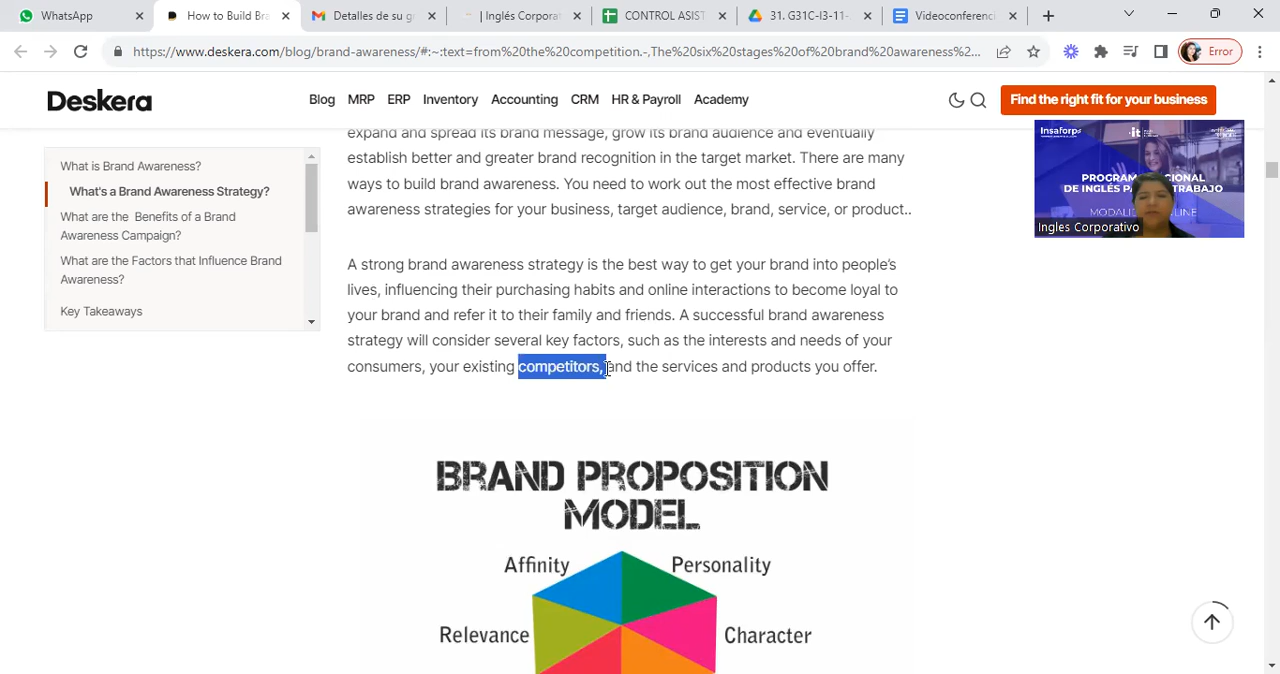 WhatsApp
How to Build Bra
Detalles de su g
| Inglés Corporat
CONTROL ASIST
31. G31C-I3-11-
Videoconferenci
https://www.deskera.com/blog/brand-awareness/#:~:text=from%20the%20competition.-,The%20six%20stages%20of%20brand%20awareness%2...
Error
Deskera
Blog MRP ERP Inventory Accounting CRM HR & Payroll Academy
Find the right fit for your business
What is Brand Awareness?
What's a Brand Awareness Strategy?
What are the Benefits of a Brand
Awareness Campaign?
What are the Factors that Influence Brand
Awareness?
Key Takeaways
expand and spread its brand message, grow its brand audience and eventually
establish better and greater brand recognition in the target market. There are many
ways to build brand awareness. You need to work out the most effective brand
awareness strategies for your business, target audience, brand, service, or product..
A strong brand awareness strategy is the best way to get your brand into people's
lives, influencing their purchasing habits and online interactions to become loyal to
your brand and refer it to their family and friends. A successful brand awareness
strategy will consider several key factors, such as the interests and needs of your
consumers, your existing competitors, and the services and products you offer.
BRAND PROPOSITION
MODEL
Affinity
Personality
Relevance
Character
Insaforp
it
DE INGLÉS
MODALI
LINE
Ingles Corporativo